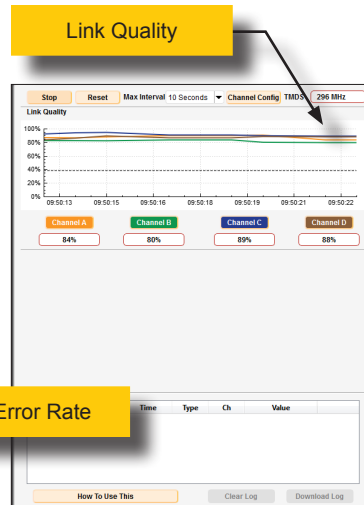 Link Quality
Stop Reset Max Interval 10 Seconds Channel Config TMDS 296 MHz
Link Quality
100%
80%
60%
40%
20%
0%
09:50:13 09:50:15 09:50:16 09:50:18 09:50:19 09:50:21 09:50:22
Channel A Channel B Channel C Channel D
84% 80% 89% 88%
Error Rate
Time Type Ch Value
How To Use This Clear Log Download Log